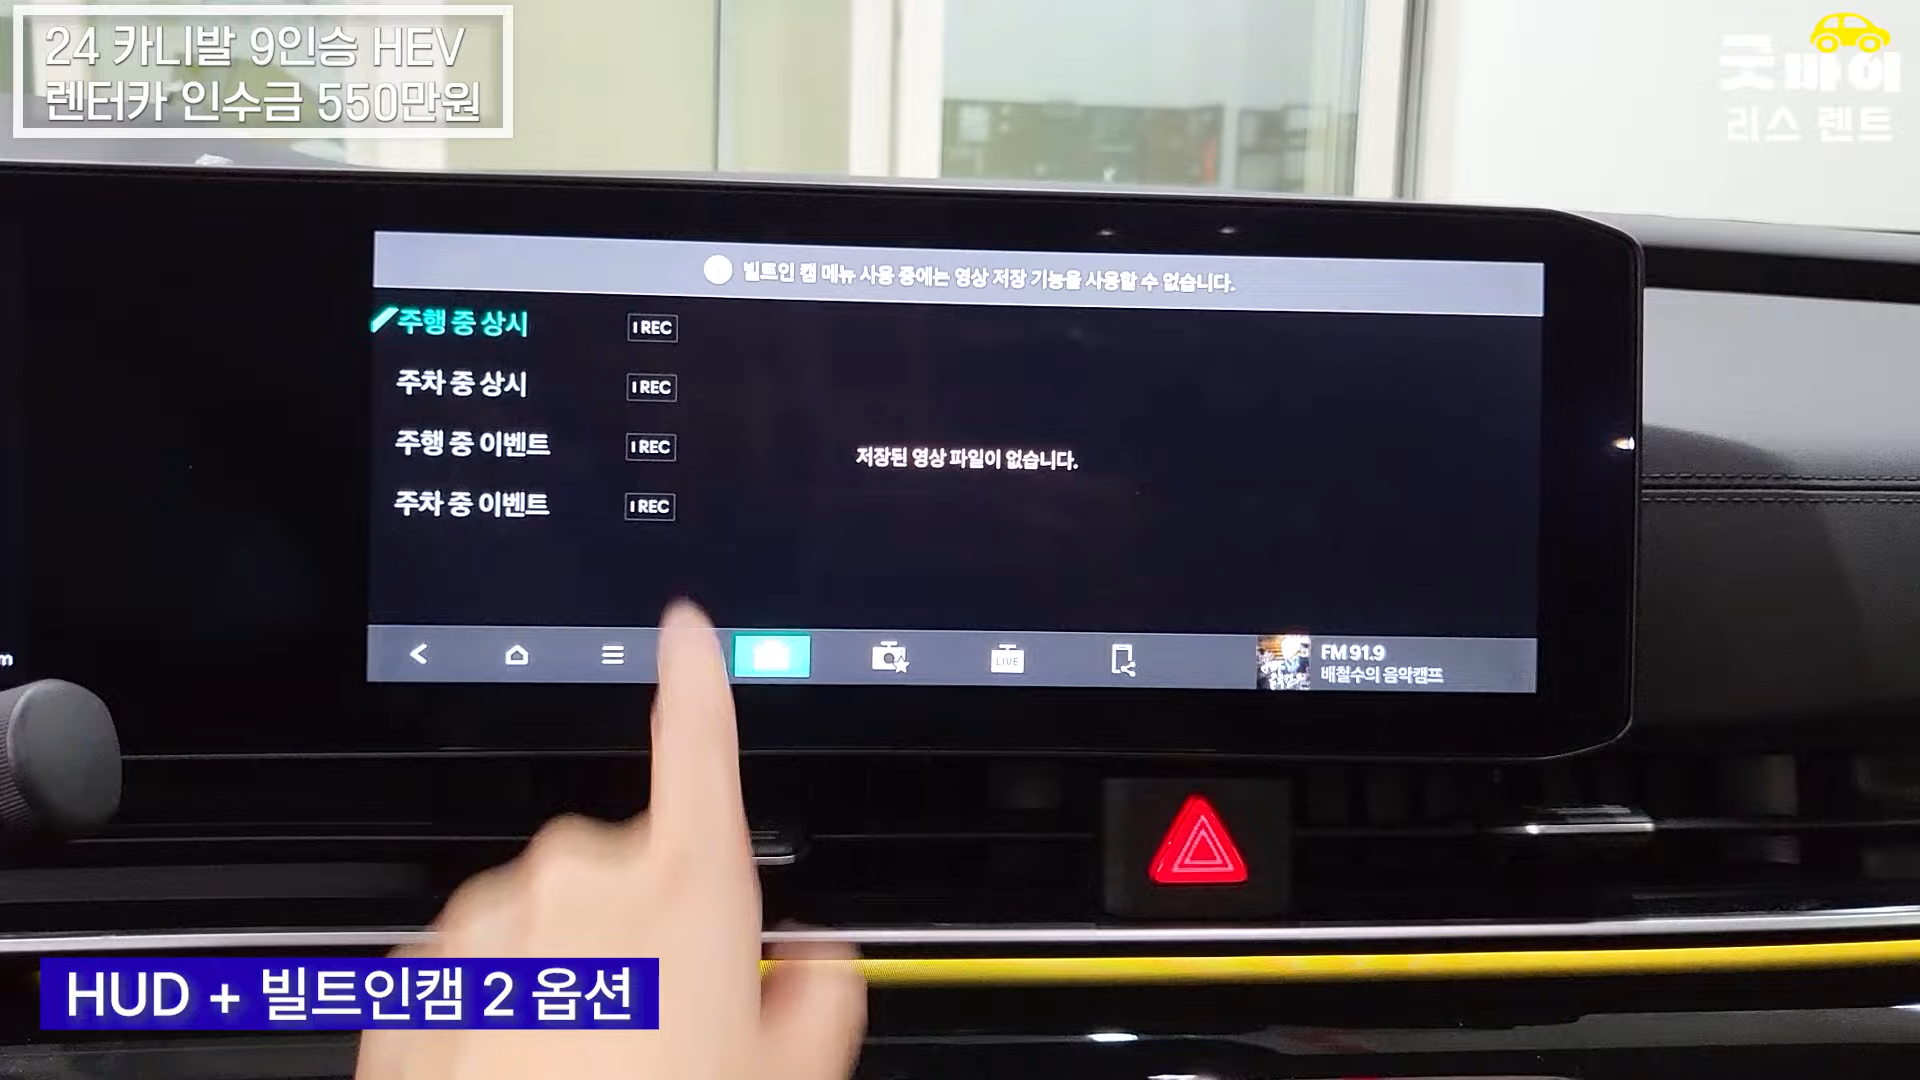 24 카니발 9인승 HEV
렌터카 인수금 550만원
굿바이
리스 렌트
빌트인 캠 메뉴 사용 중에는 영상 저장 기능을 사용할 수 없습니다.
주행 중 상시 REC
주차 중 상시 REC
주행 중 이벤트 REC
주차 중 이벤트 REC
저장된 영상 파일이 없습니다.
LIVE
FM 91.9
배철수의 음악캠프
m
HUD + 빌트인캠 2 옵션